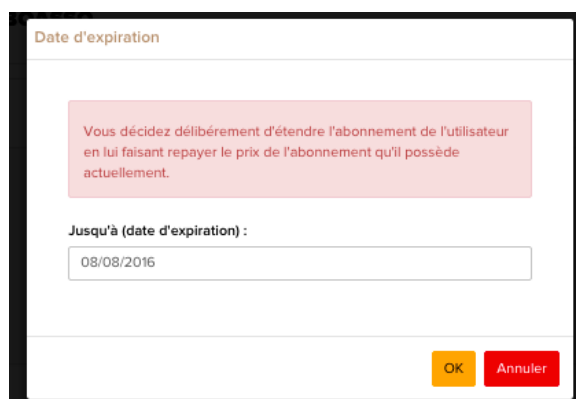 Date d'expiration
Vous décidez délibérement d'étendre l'abonnement de l'utilisateur
en lui faisant repayer le prix de l'abonnement qu'il possède
actuellement.
Jusqu'à (date d'expiration) :
08/08/2016
OK
Annuler